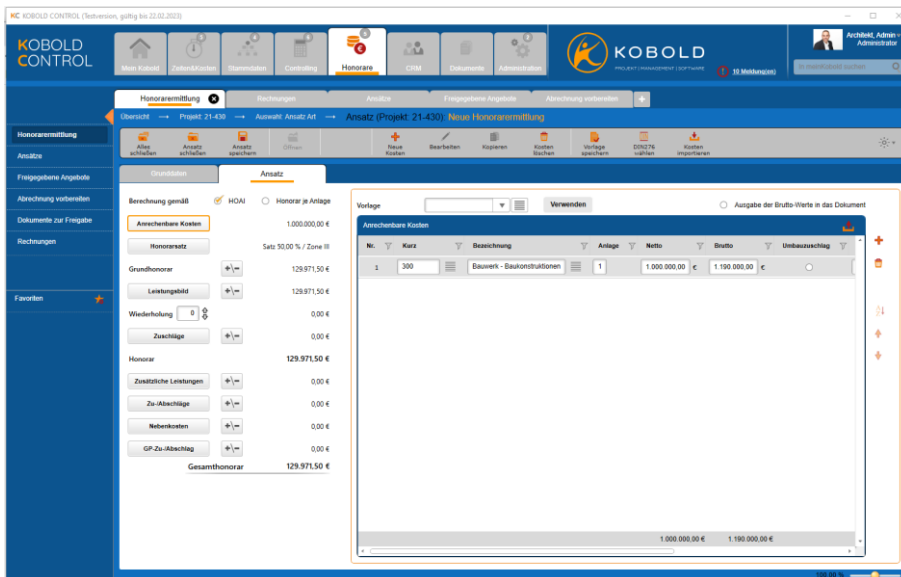 KC KOBOLD CONTROL (Testversion, gültig bis 22.02.2023)
KOBOLD
CONTROL
Mein Kobold
Zeiten&Kosten
Stammdaten
Controlling
Honorare
CRM
Dokumente
Administration
KOBOLD
PROJEKT | MANAGEMENT | SOFTWARE
10 Meldung(en)
Architekt, Admin
Administrator
Honorarermittlung
Rechnungen
Ansätze
Freigegebene Angebote
Abrechnung vorbereiten
Übersicht → Projekt: 21-430 → Auswahl: Ansatz Art → Ansatz (Projekt: 21-430): Neue Honorarermittlung
Honorarermittlung
Ansätze
Freigegebene Angebote
Abrechnung vorbereiten
Dokumente zur Freigabe
Rechnungen
Favoriten
Alles schließen
Ansatz schließen
Ansatz speichern
Öffnen
Neue Kosten
Bearbeiten
Kopieren
Kosten löschen
Vorlage speichern
DIN276 wählen
Kosten importieren
Grunddaten
Ansatz
Berechnung gemäß HOAI Honorar je Anlage
Anrechenbare Kosten 1.000.000,00 €
Honorarsatz Satz 50,00 % / Zone III
Grundhonorar 129.971,50 €
Leistungsbild 129.971,50 €
Wiederholung 0 0,00 €
Zuschläge 0,00 €
Honorar 129.971,50 €
Zusätzliche Leistungen 0,00 €
Zu-/Abschläge 0,00 €
Nebenkosten 0,00 €
GP-Zu-/Abschlag 0,00 €
Gesamthonorar 129.971,50 €
Vorlage Verwenden Ausgabe der Brutto-Werte in das Dokument
Anrechenbare Kosten
Nr. Kurz Bezeichnung Anlage Netto Brutto Umbauzuschlag
1 300 Bauwerk - Baukonstruktionen 1 1.000.000,00 € 1.190.000,00 €
1.000.000,00 € 1.190.000,00 €
100,00 %